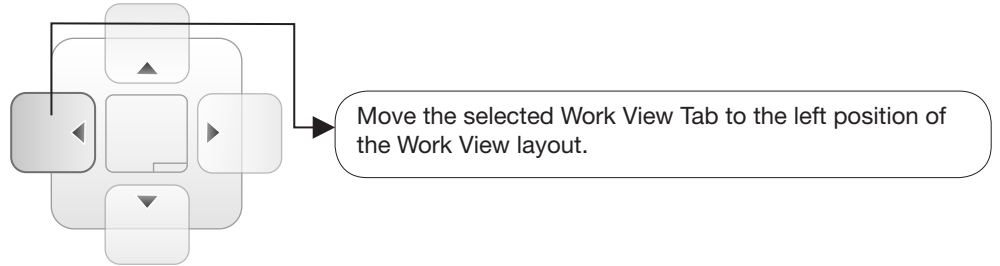 Move the selected Work View Tab to the left position of
the Work View layout.